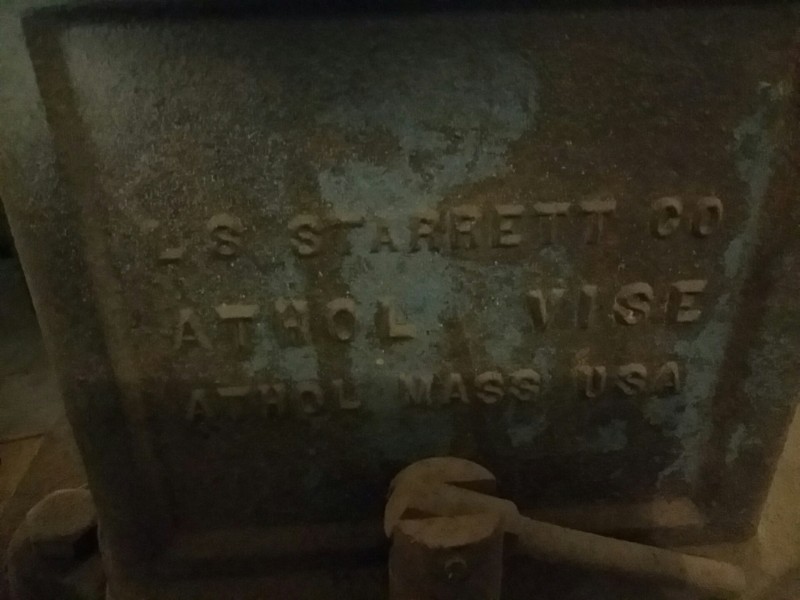 L S STARRETT CO
ATHOL VISE
ATHOL MASS USA